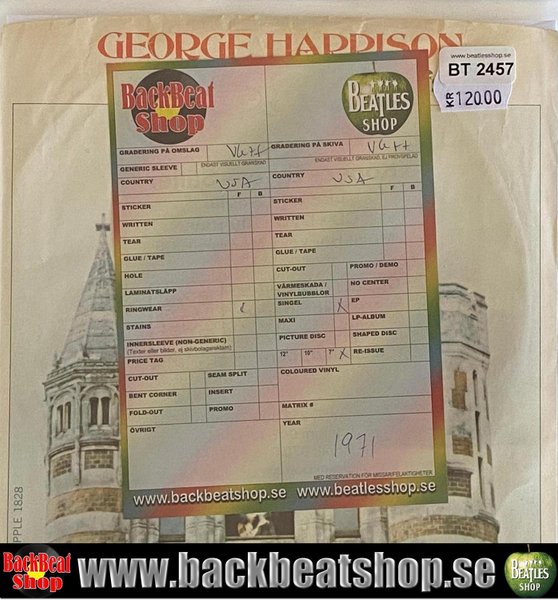 GEORGE HARRISON
www.beatlesshop.se
BT 2457
KR 120.00
BackBeat
Shop
BEATLES
SHOP
GRADERING PÅ OMSLAG VG++
ENDAST VISUELLT GRANSKAD
GRADERING PÅ SKIVA VG++
ENDAST VISUELLT GRANSKAD, EJ PROVSPELAD
GENERIC SLEEVE
COUNTRY USA
COUNTRY USA
F B
F B
STICKER
STICKER
WRITTEN
WRITTEN
TEAR
TEAR
GLUE / TAPE
GLUE / TAPE
HOLE
CUT-OUT
PROMO / DEMO
LAMINATSLÄPP
VÄRMESKADA /
VINYLBUBBLOR
NO CENTER
RINGWEAR
SINGEL X
EP
STAINS
MAXI
LP-ALBUM
INNERSLEEVE (NON-GENERIC)
(Texter eller bilder, ej skivbolagsreklam)
PICTURE DISC
SHAPED DISC
PRICE TAG
12" 10" 7" X
RE-ISSUE
CUT-OUT
SEAM SPLIT
COLOURED VINYL
BENT CORNER
INSERT
FOLD-OUT
PROMO
MATRIX #
ÖVRIGT
YEAR
1971
MED RESERVATION FÖR MISSAR/FELAKTIGHETER
www.backbeatshop.se www.beatlesshop.se
PPLE 1828
BackBeat
Shop
www.backbeatshop.se
BEATLES
SHOP